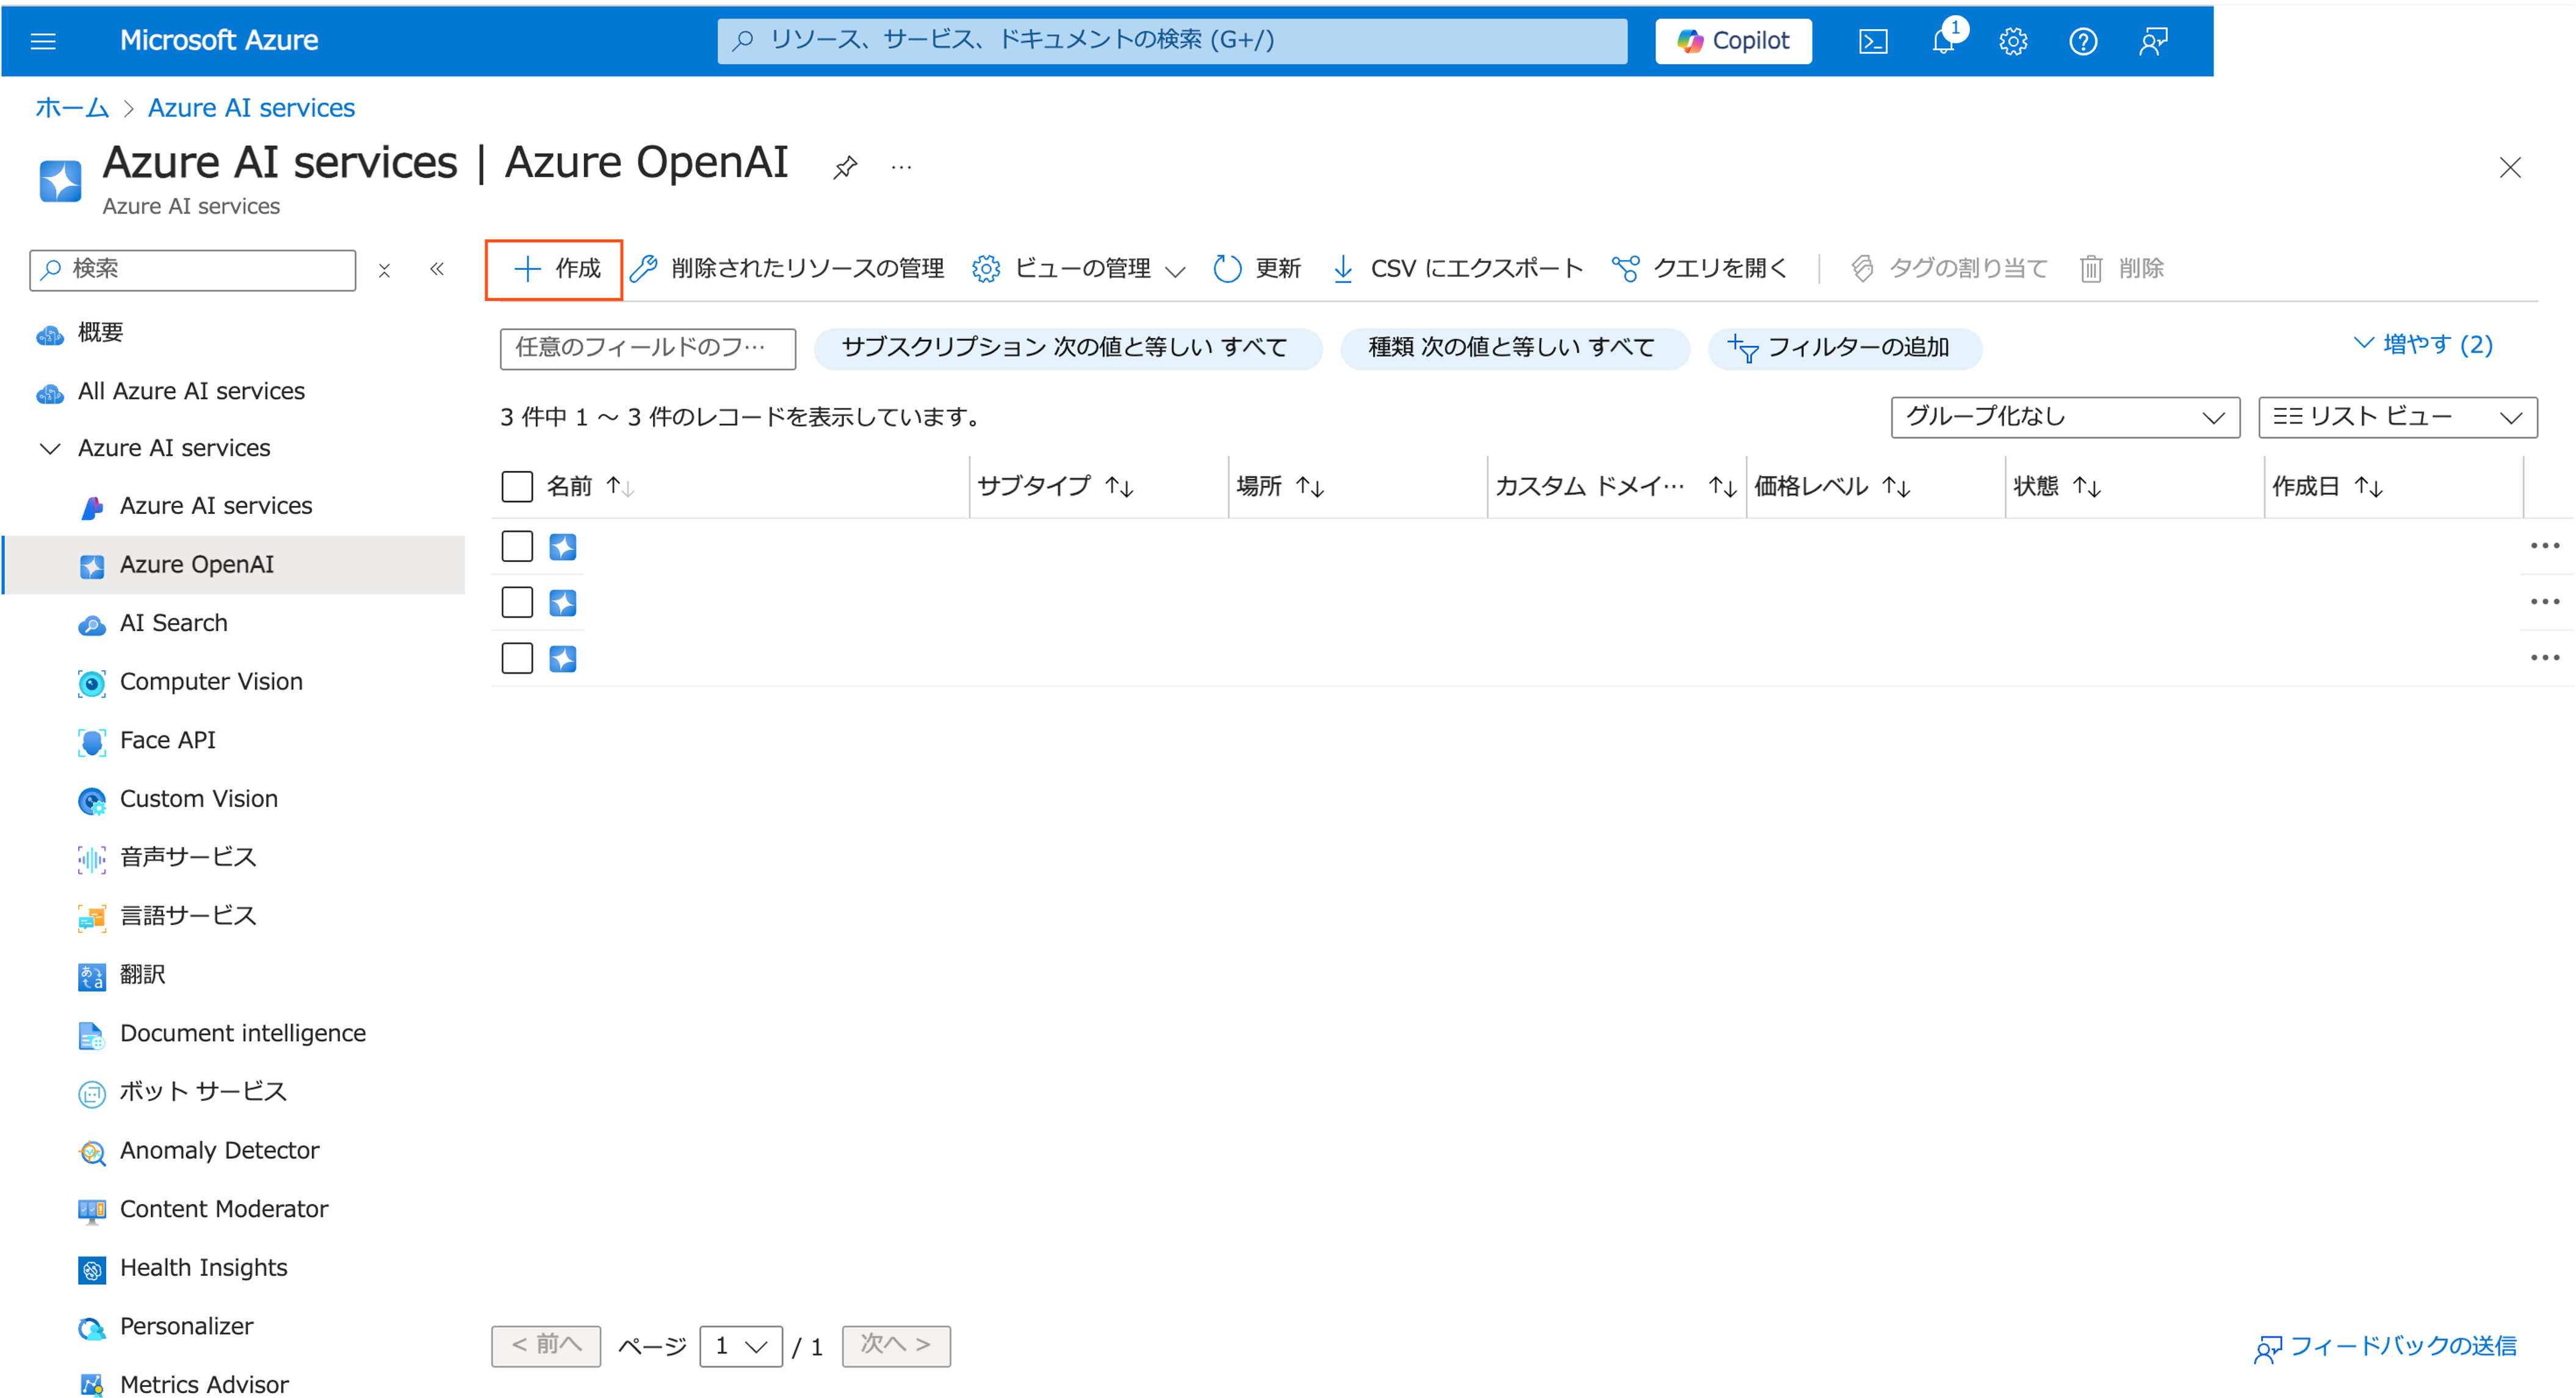 Microsoft Azure
リソース、サービス、ドキュメントの検索 (G+/)
Copilot
1
ホーム > Azure AI services
Azure AI services | Azure OpenAI
Azure AI services
検索
作成
削除されたリソースの管理
ビューの管理
更新
CSV にエクスポート
クエリを開く
タグの割り当て
削除
概要
All Azure AI services
Azure AI services
Azure AI services
Azure OpenAI
AI Search
Computer Vision
Face API
Custom Vision
音声サービス
言語サービス
翻訳
Document intelligence
ボット サービス
Anomaly Detector
Content Moderator
Health Insights
Personalizer
Metrics Advisor
任意のフィールドのフ…
サブスクリプション 次の値と等しい すべて
種類 次の値と等しい すべて
フィルターの追加
増やす (2)
3 件中 1 ～ 3 件のレコードを表示しています。
グループ化なし
リスト ビュー
名前 ↑↓
サブタイプ ↑↓
場所 ↑↓
カスタム ドメイ… ↑↓
価格レベル ↑↓
状態 ↑↓
作成日 ↑↓
< 前へ
ページ 1 / 1
次へ >
フィードバックの送信